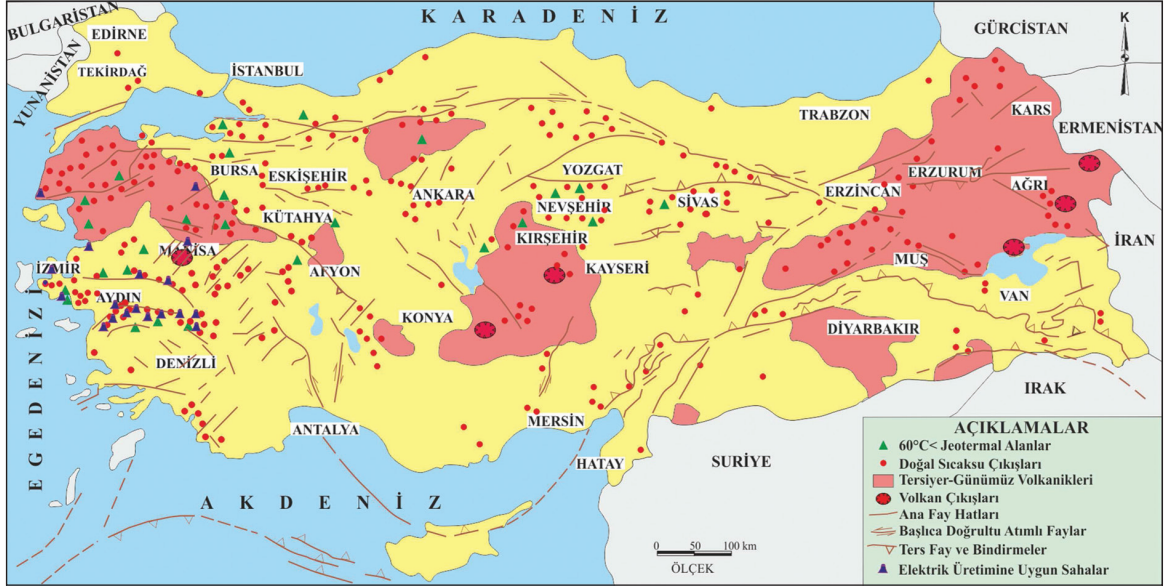 BULGARİSTAN
KARADENİZ
GÜRCİSTAN
K
EDİRNE
YUNANİSTAN
TEKİRDAĞ
İSTANBUL
TRABZON
KARS
ERMENİSTAN
BURSA
ESKİŞEHİR
YOZGAT
ERZURUM
ANKARA
ERZİNCAN
AĞRI
NEVŞEHİR
SİVAS
KÜTAHYA
KIRŞEHİR
İRAN
MANİSA
MUŞ
İZMİR
AFYON
KAYSERİ
AYDIN
VAN
KONYA
DİYARBAKIR
DENİZLİ
EGEDENİZİ
IRAK
ANTALYA
MERSİN
HATAY
SURİYE
AKDENİZ
AÇIKLAMALAR
60°C< Jeotermal Alanlar
Doğal Sıcaksu Çıkışları
Tersiyer-Günümüz Volkanikleri
Volkan Çıkışları
Ana Fay Hatları
Başlıca Doğrultu Atımlı Faylar
Ters Fay ve Bindirmeler
Elektrik Üretimine Uygun Sahalar
0 50 100 km
ÖLÇEK